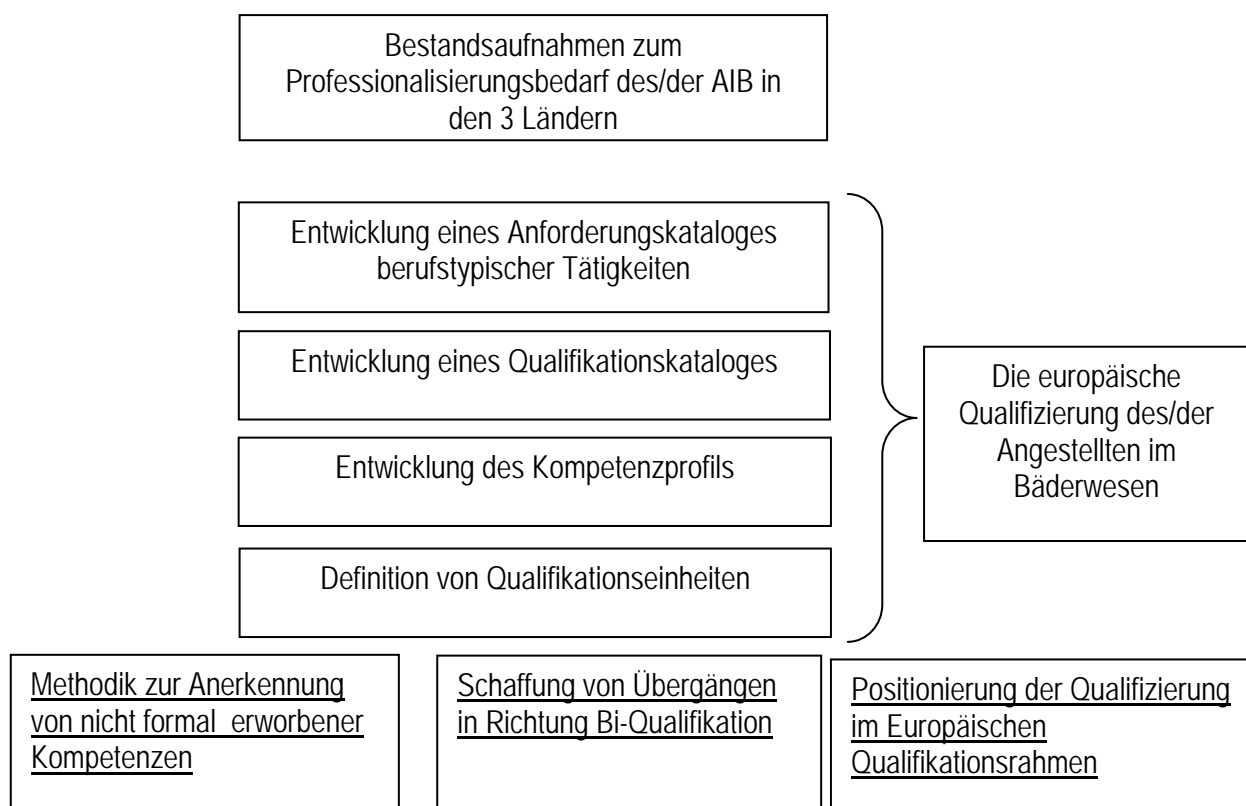 Bestandsaufnahmen zum
Professionalisierungsbedarf des/der AIB in
den 3 Ländern
Entwicklung eines Anforderungskataloges
berufstypischer Tätigkeiten
Entwicklung eines Qualifikationskataloges
Entwicklung des Kompetenzprofils
Definition von Qualifikationseinheiten
Die europäische
Qualifizierung des/der
Angestellten im
Bäderwesen
Methodik zur Anerkennung
von nicht formal erworbener
Kompetenzen
Schaffung von Übergängen
in Richtung Bi-Qualifikation
Positionierung der Qualifizierung
im Europäischen
Qualifikationsrahmen